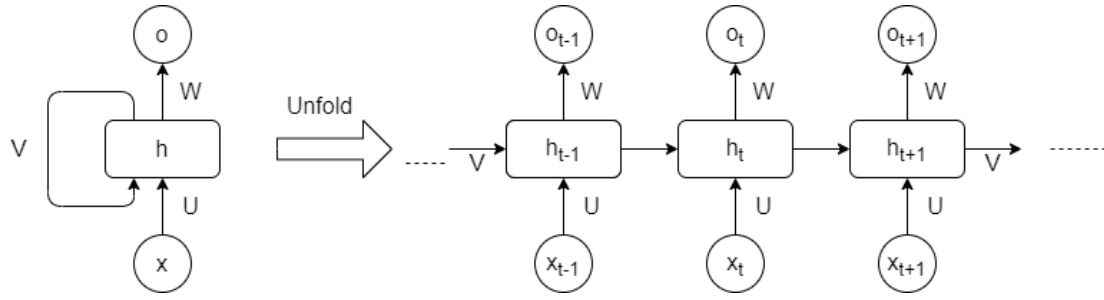 o
W
V
h
U
x
Unfold
o_{t-1} o_t o_{t+1}
W W W
h_{t-1} h_t h_{t+1}
V V
U U U
x_{t-1} x_t x_{t+1}